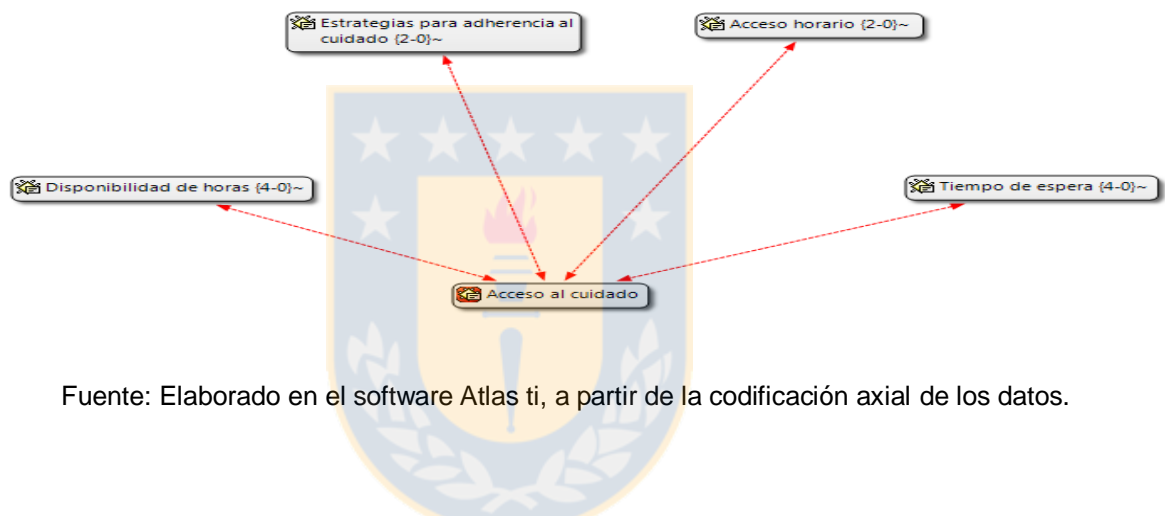 Estrategias para adherencia al
cuidado {2-0}~
Acceso horario {2-0}~
Disponibilidad de horas {4-0}~
Tiempo de espera {4-0}~
Acceso al cuidado
Fuente: Elaborado en el software Atlas ti, a partir de la codificación axial de los datos.